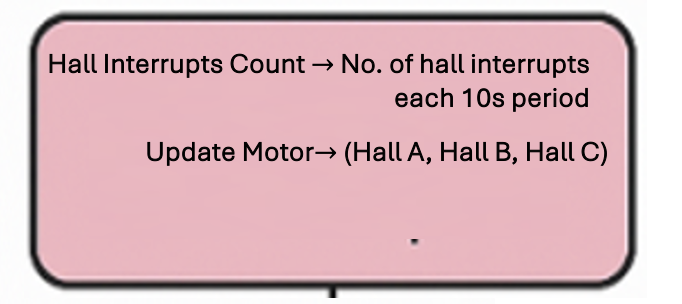 Hall Interrupts Count → No. of hall interrupts
each 10s period
Update Motor→ (Hall A, Hall B, Hall C)